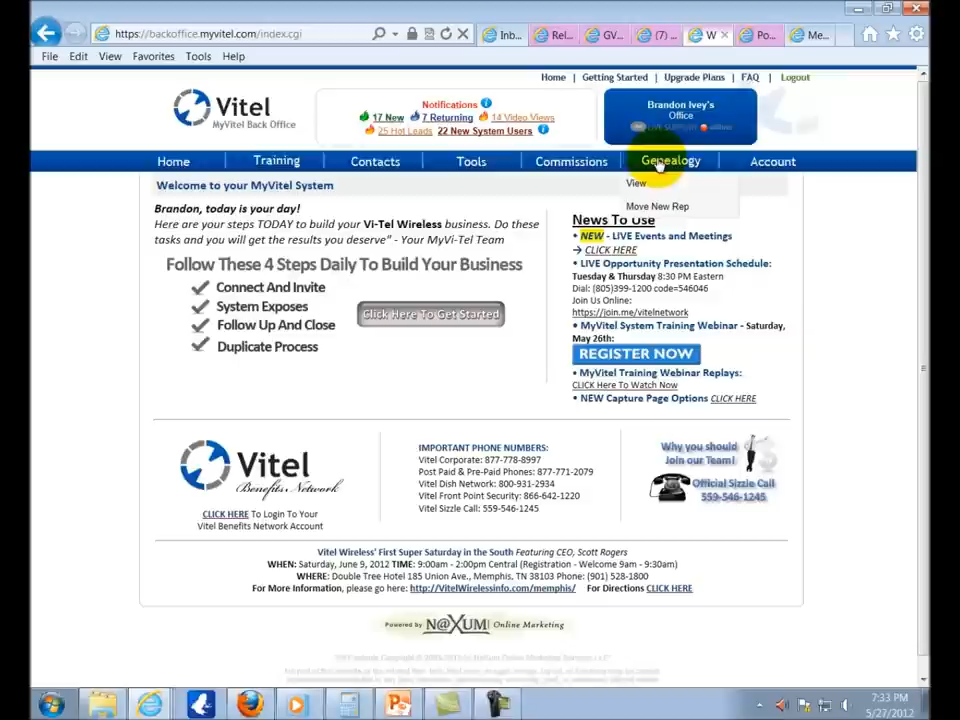 https://backoffice.myvitel.com/index.cgi
Inb...
Rel...
GV...
(7) ...
W
Po...
Me...
File Edit View Favorites Tools Help
Home | Getting Started | Upgrade Plans | FAQ | Logout
Vitel
MyVitel Back Office
Notifications
17 New 7 Returning 14 Video Views
25 Hot Leads 22 New System Users
Brandon Ivey's
Office
Home Training Contacts Tools Commissions Genealogy Account
View
Move New Rep
Welcome to your MyVitel System
Brandon, today is your day!
Here are your steps TODAY to build your Vi-Tel Wireless business. Do these
tasks and you will get the results you deserve" - Your MyVi-Tel Team
Follow These 4 Steps Daily To Build Your Business
Connect And Invite
System Exposes
Follow Up And Close
Duplicate Process
Click Here To Get Started
News To Use
• NEW - LIVE Events and Meetings
→ CLICK HERE
• LIVE Opportunity Presentation Schedule:
Tuesday & Thursday 8:30 PM Eastern
Dial: (805)399-1200 code=546046
Join Us Online:
https://join.me/vitelnetwork
• MyVitel System Training Webinar - Saturday,
May 26th:
REGISTER NOW
• MyVitel Training Webinar Replays:
CLICK Here To Watch Now
• NEW Capture Page Options CLICK HERE
Vitel
Benefits Network
CLICK HERE To Login To Your
Vitel Benefits Network Account
IMPORTANT PHONE NUMBERS:
Vitel Corporate: 877-778-8997
Post Paid & Pre-Paid Phones: 877-771-2079
Vitel Dish Network: 800-931-2934
Vitel Front Point Security: 866-642-1220
Vitel Sizzle Call: 559-546-1245
Why you should
Join our Team!
Official Sizzle Call
559-546-1245
Vitel Wireless' First Super Saturday in the South Featuring CEO, Scott Rogers
WHEN: Saturday, June 9, 2012 TIME: 9:00am - 2:00pm Central (Registration - Welcome 9am - 9:30am)
WHERE: Double Tree Hotel 185 Union Ave., Memphis, TN 38103 Phone: (901) 528-1800
For More Information, please go here: http://VitelWirelessinfo.com/memphis/ For Directions CLICK HERE
Powered by N@XUM Online Marketing
7:33 PM
5/27/2012